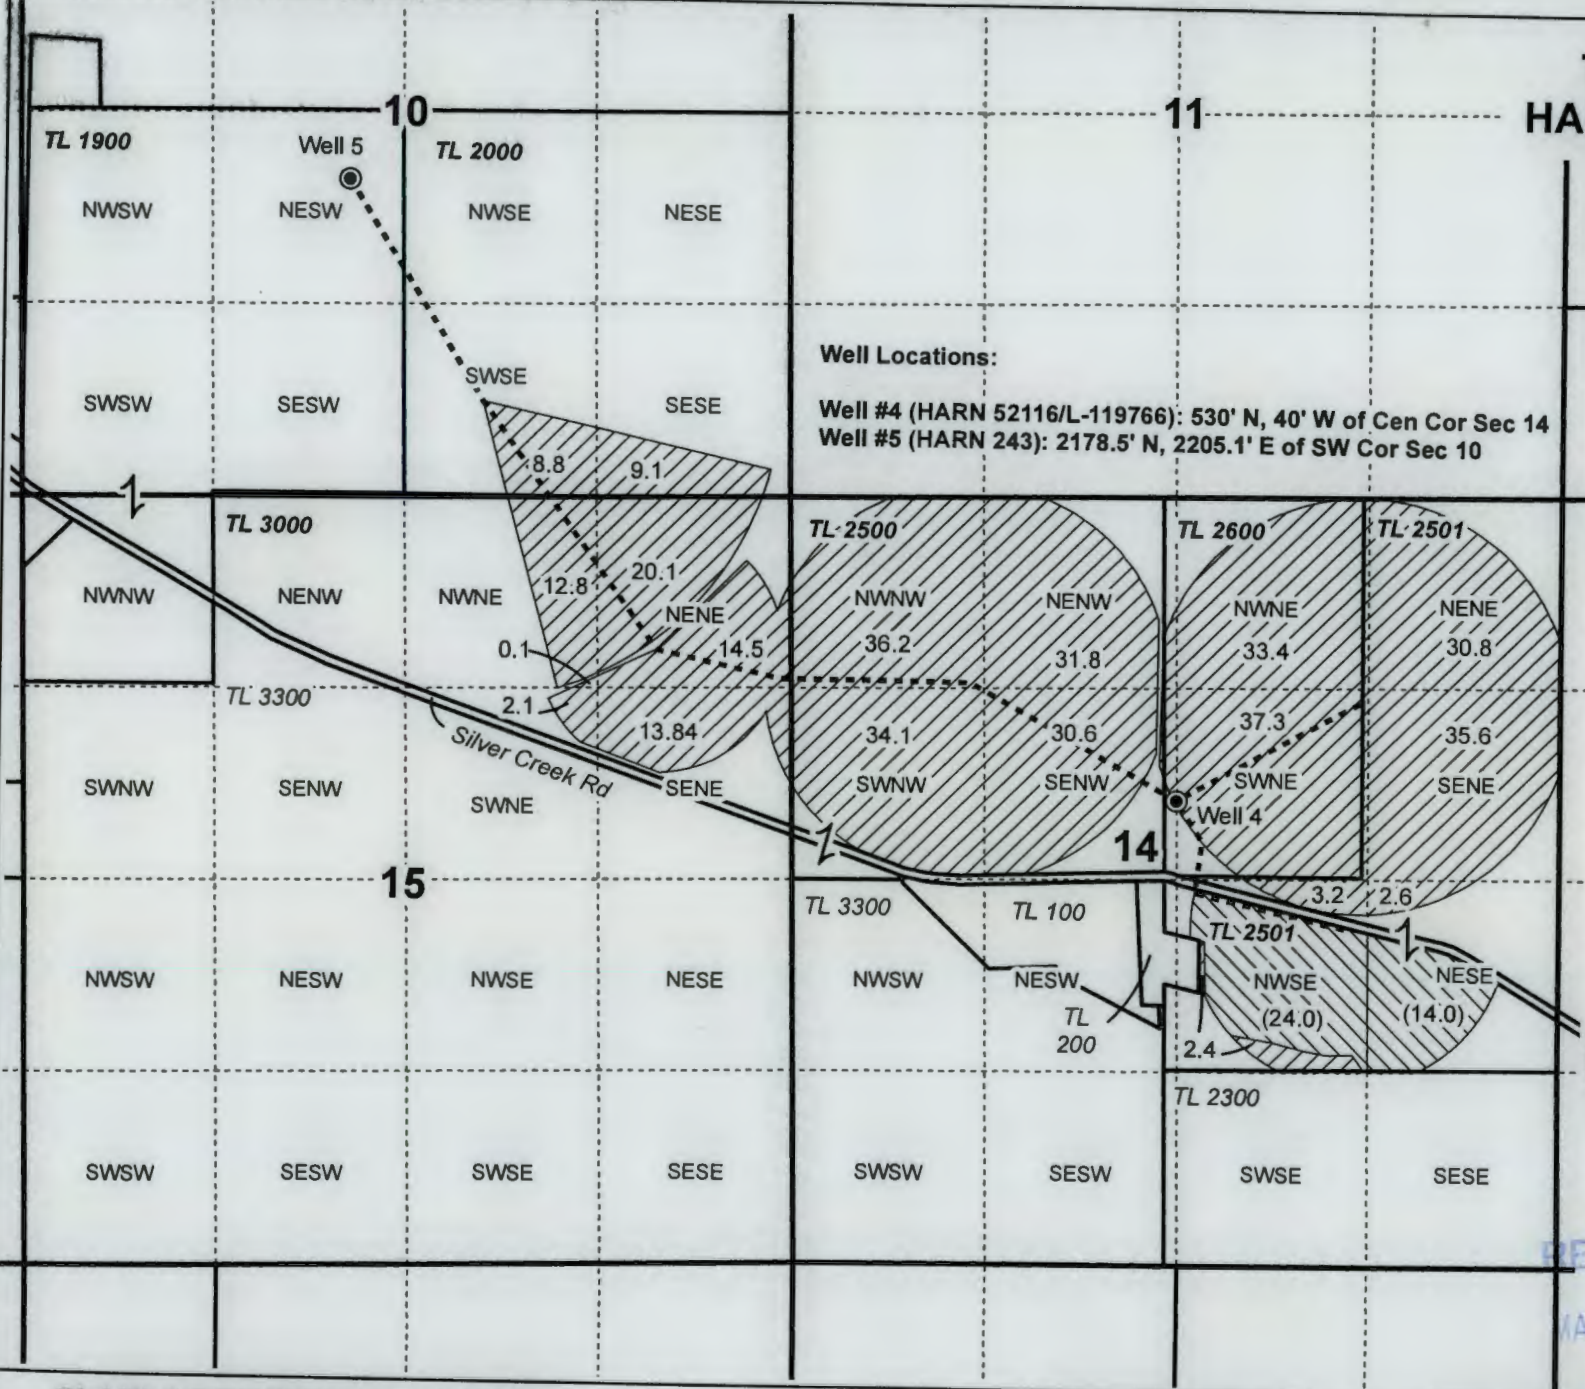 10
11
HA
TL 1900
Well 5
TL 2000
NWSW
NESW
NWSE
NESE
Well Locations:
SWSE
SWSW
SESW
SESE
Well #4 (HARN 52116/L-119766): 530' N, 40' W of Cen Cor Sec 14
Well #5 (HARN 243): 2178.5' N, 2205.1' E of SW Cor Sec 10
8.8
9.1
TL 3000
TL 2500
TL 2600
TL 2501
12.8
20.1
NWNW
NENW
NWNE
NENE
NWNW
NENW
NWNE
NENE
0.1
14.5
36.2
31.8
33.4
30.8
TL 3300
2.1
13.84
34.1
30.6
37.3
35.6
Silver Creek Rd
SWNW
SENW
SWNE
SENE
SWNW
SENW
SWNE
SENE
Well 4
14
15
3.2
2.6
TL 3300
TL 100
TL 2501
NWSW
NESW
NWSE
NESE
NWSW
NESW
NWSE
NESE
(24.0)
(14.0)
TL
200
2.4
TL 2300
SWSW
SESW
SWSE
SESE
SWSW
SESW
SWSE
SESE